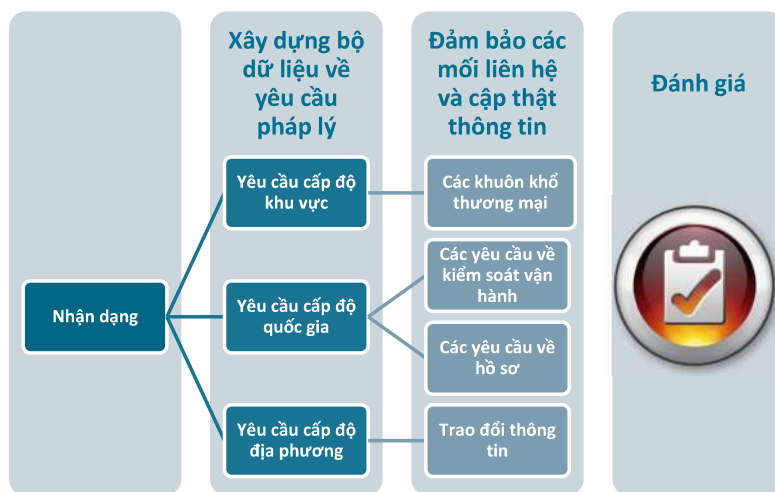 Xây dựng bộ
dữ liệu về
yêu cầu
pháp lý
Đảm bảo các
mối liên hệ
và cập thật
thông tin
Đánh giá
Nhận dạng
Yêu cầu cấp độ
khu vực
Yêu cầu cấp độ
quốc gia
Yêu cầu cấp độ
địa phương
Các khuôn khổ
thương mại
Các yêu cầu về
kiểm soát vận
hành
Các yêu cầu về
hồ sơ
Trao đổi thông
tin